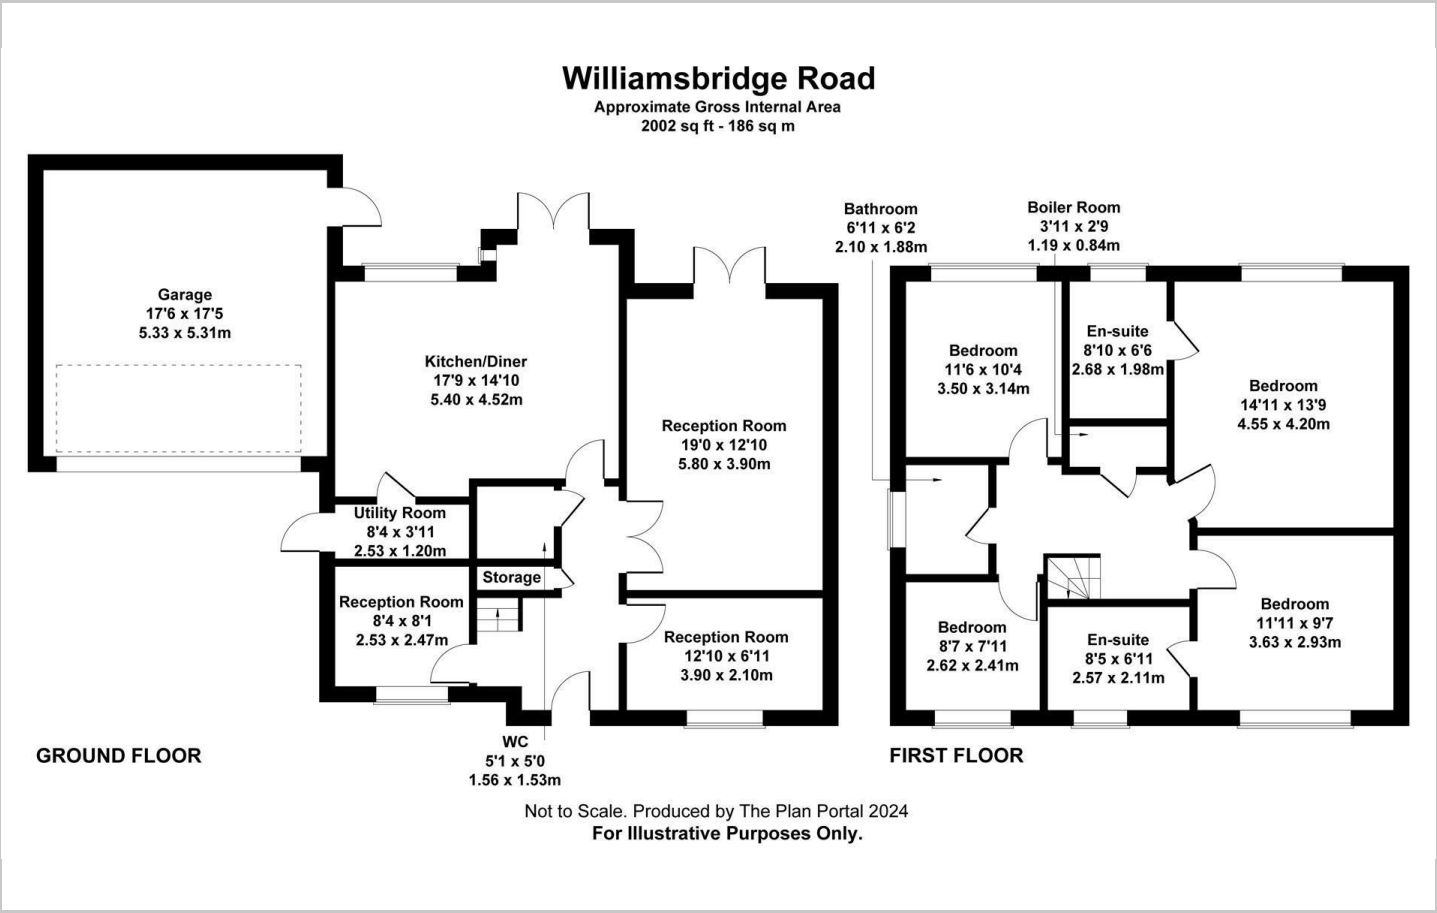 Williamsbridge Road
Approximate Gross Internal Area
2002 sq ft - 186 sq m
Garage
17'6 x 17'5
5.33 x 5.31m
Kitchen/Diner
17'9 x 14'10
5.40 x 4.52m
Reception Room
19'0 x 12'10
5.80 x 3.90m
Utility Room
8'4 x 3'11
2.53 x 1.20m
Storage
Reception Room
8'4 x 8'1
2.53 x 2.47m
Reception Room
12'10 x 6'11
3.90 x 2.10m
WC
5'1 x 5'0
1.56 x 1.53m
GROUND FLOOR
Bathroom
6'11 x 6'2
2.10 x 1.88m
Boiler Room
3'11 x 2'9
1.19 x 0.84m
Bedroom
11'6 x 10'4
3.50 x 3.14m
En-suite
8'10 x 6'6
2.68 x 1.98m
Bedroom
14'11 x 13'9
4.55 x 4.20m
Bedroom
8'7 x 7'11
2.62 x 2.41m
En-suite
8'5 x 6'11
2.57 x 2.11m
Bedroom
11'11 x 9'7
3.63 x 2.93m
FIRST FLOOR
Not to Scale. Produced by The Plan Portal 2024
For Illustrative Purposes Only.